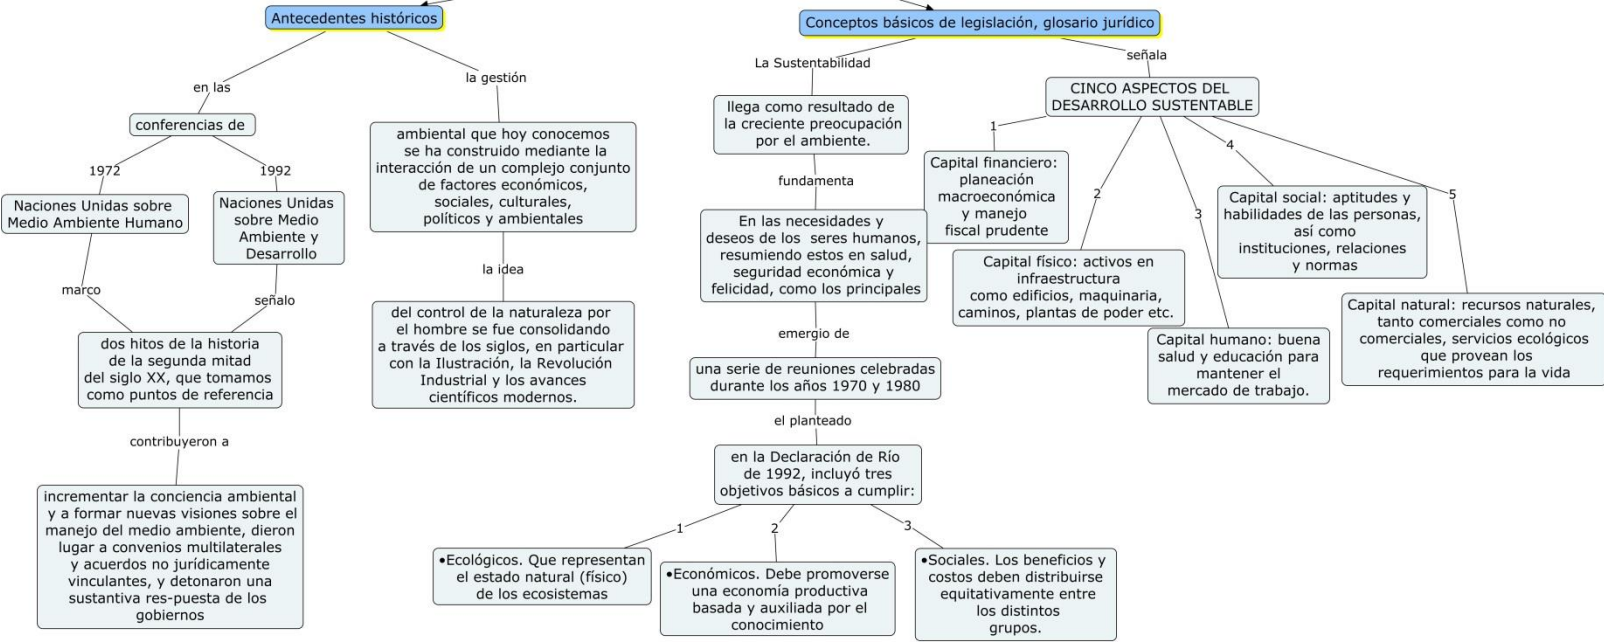 Antecedentes históricos
en las
conferencias de
1972
Naciones Unidas sobre
Medio Ambiente Humano
marco
1992
Naciones Unidas
sobre Medio
Ambiente y
Desarrollo
señalo
dos hitos de la historia
de la segunda mitad
del siglo XX, que tomamos
como puntos de referencia
contribuyeron a
incrementar la conciencia ambiental
y a formar nuevas visiones sobre el
manejo del medio ambiente, dieron
lugar a convenios multilaterales
y acuerdos no jurídicamente
vinculantes, y detonaron una
sustantiva res-puesta de los
gobiernos
la gestión
ambiental que hoy conocemos
se ha construido mediante la
interacción de un complejo conjunto
de factores económicos,
sociales, culturales,
políticos y ambientales
la idea
del control de la naturaleza por
el hombre se fue consolidando
a través de los siglos, en particular
con la Ilustración, la Revolución
Industrial y los avances
científicos modernos.
Conceptos básicos de legislación, glosario jurídico
La Sustentabilidad
llega como resultado de
la creciente preocupación
por el ambiente.
fundamenta
En las necesidades y
deseos de los seres humanos,
resumiendo estos en salud,
seguridad económica y
felicidad, como los principales
emergio de
una serie de reuniones celebradas
durante los años 1970 y 1980
el planteado
en la Declaración de Río
de 1992, incluyó tres
objetivos básicos a cumplir:
1
•Ecológicos. Que representan
el estado natural (físico)
de los ecosistemas
2
•Económicos. Debe promoverse
una economía productiva
basada y auxiliada por el
conocimiento
3
•Sociales. Los beneficios y
costos deben distribuirse
equitativamente entre
los distintos
grupos.
señala
CINCO ASPECTOS DEL
DESARROLLO SUSTENTABLE
1
Capital financiero:
planeación
macroeconómica
y manejo
fiscal prudente
2
Capital físico: activos en
infraestructura
como edificios, maquinaria,
caminos, plantas de poder etc.
3
Capital humano: buena
salud y educación para
mantener el
mercado de trabajo.
4
Capital social: aptitudes y
habilidades de las personas,
así como
instituciones, relaciones
y normas
5
Capital natural: recursos naturales,
tanto comerciales como no
comerciales, servicios ecológicos
que provean los
requerimientos para la vida